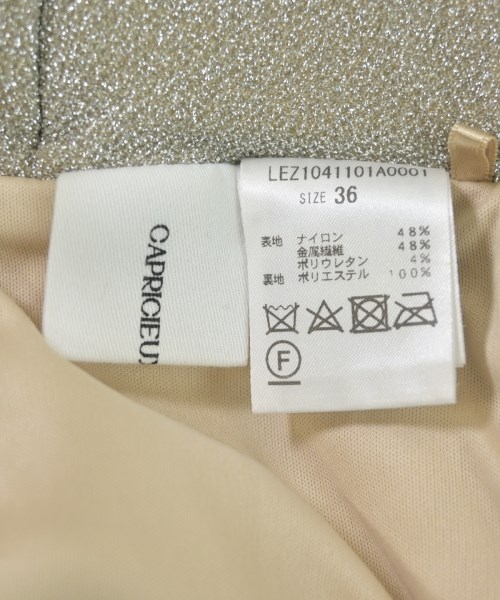 CAPRICIEU
LEZ1041101A0001
SIZE 36
表地 ナイロン 48%
金属繊維 48%
ポリウレタン 4%
裏地 ポリエステル 100%
F